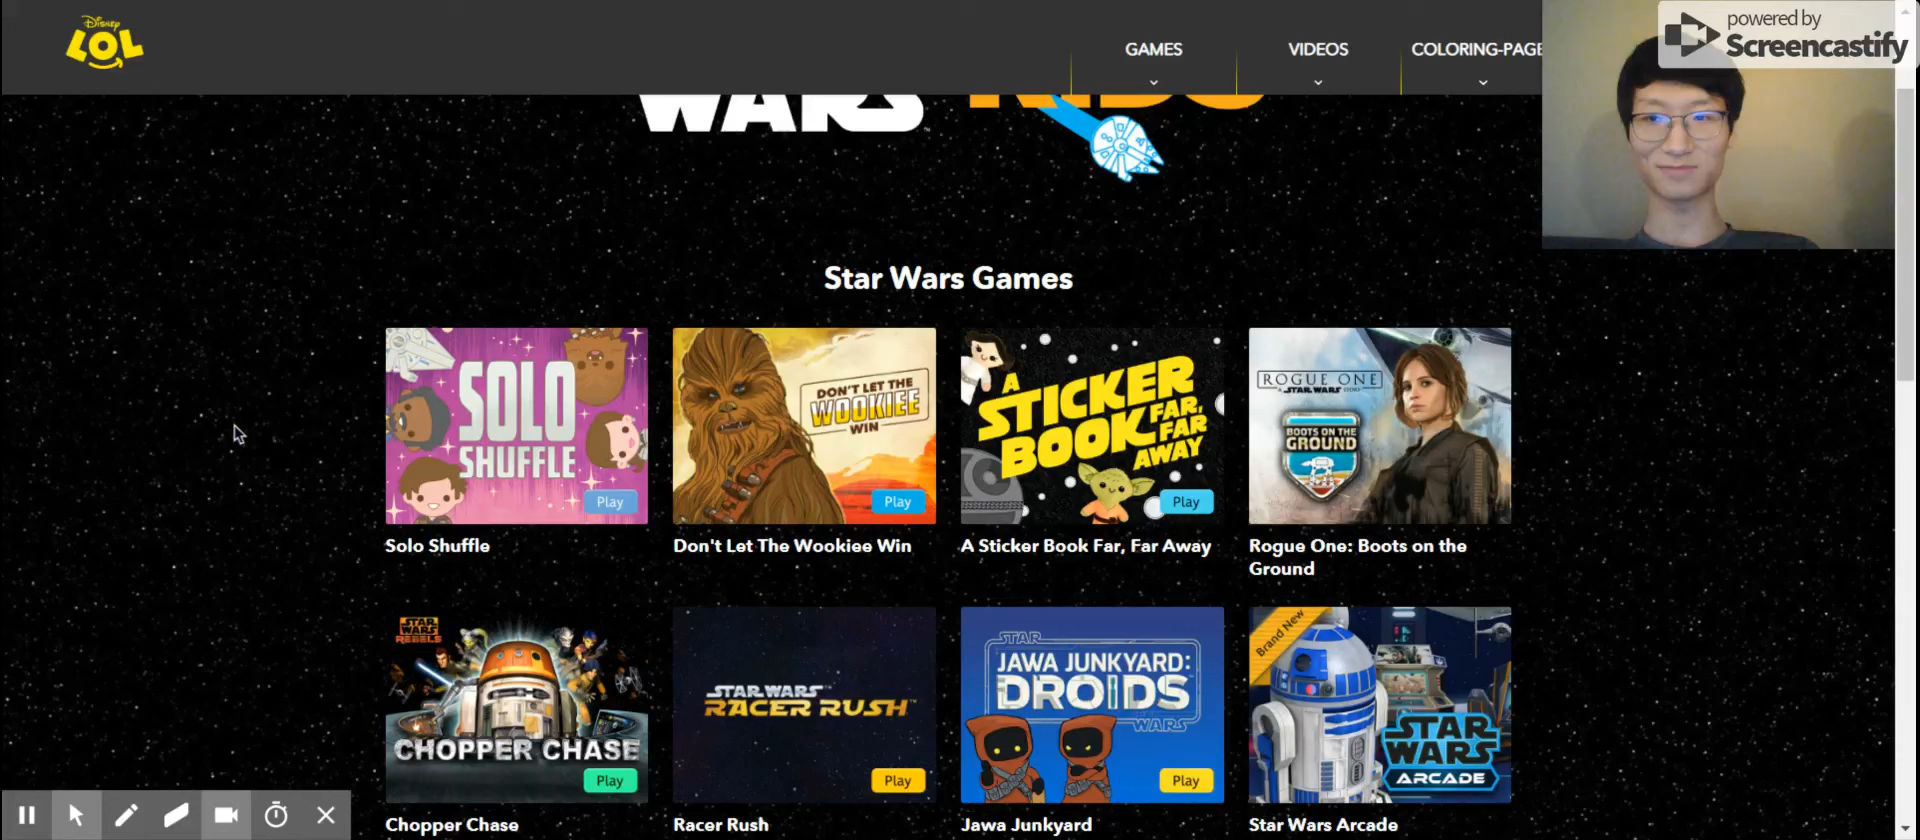 Disney
LOL
GAMES
VIDEOS
COLORING-PAGE
powered by
Screencastify
WARS
KIDS
Star Wars Games
SOLO
SHUFFLE
Play
DON'T LET THE
WOOKIEE
WIN
Play
A
STICKER
BOOK FAR,
FAR
AWAY
Play
ROGUE ONE
A STAR WARS STORY
BOOTS ON THE
GROUND
Solo Shuffle
Don't Let The Wookiee Win
A Sticker Book Far, Far Away
Rogue One: Boots on the
Ground
STAR
WARS
REBELS
CHOPPER CHASE
Play
STAR WARS™
RACER RUSH™
Play
STAR
JAWA JUNKYARD:
DROIDS
WARS
Play
Brand New
STAR
WARS
ARCADE
Chopper Chase
Racer Rush
Jawa Junkyard
Star Wars Arcade